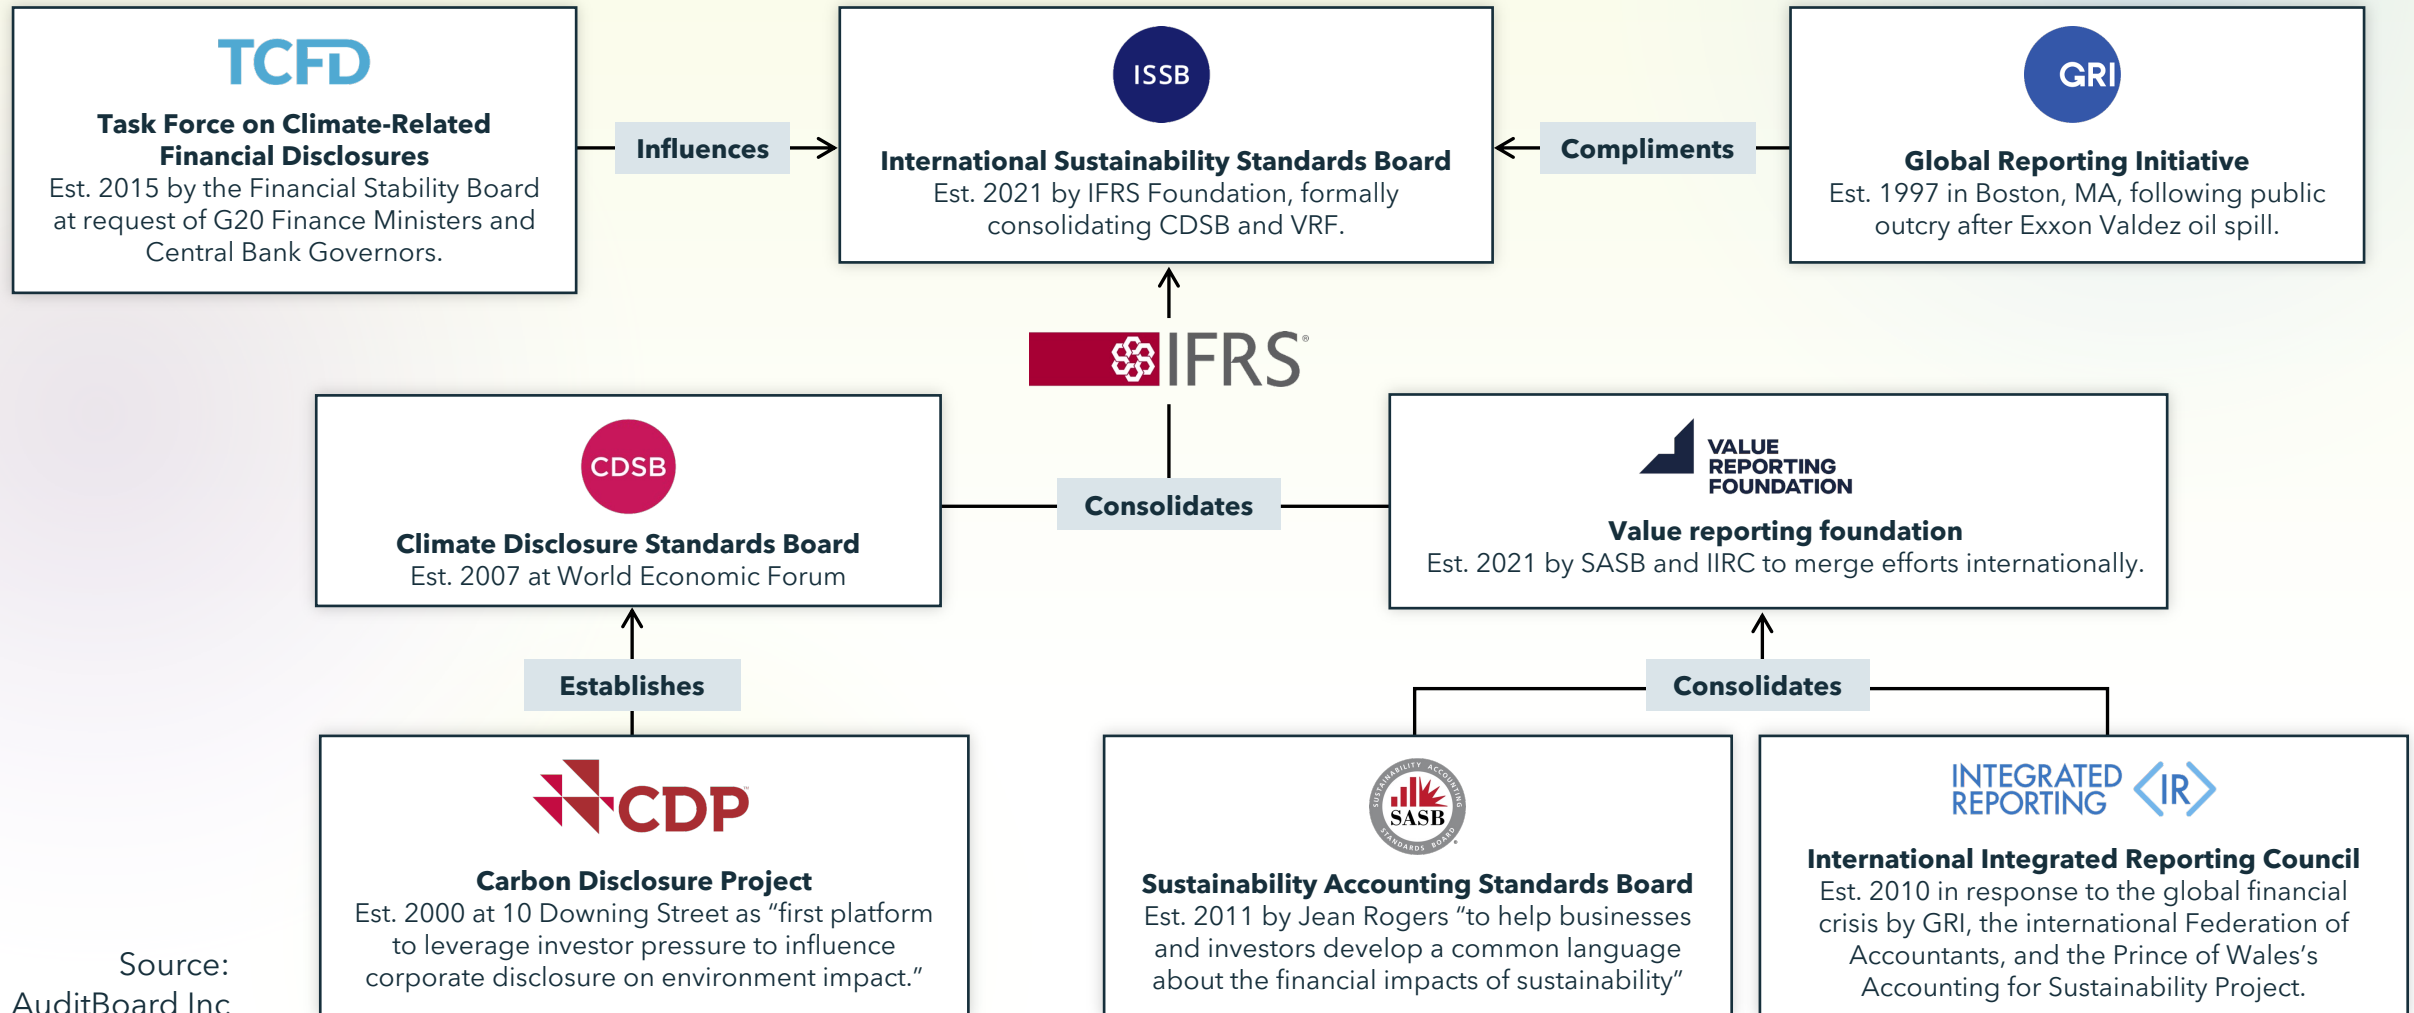 TCFD
Task Force on Climate-Related
Financial Disclosures
Est. 2015 by the Financial Stability Board
at request of G20 Finance Ministers and
Central Bank Governors.
Influences
ISSB
International Sustainability Standards Board
Est. 2021 by IFRS Foundation, formally
consolidating CDSB and VRF.
Compliments
GRI
Global Reporting Initiative
Est. 1997 in Boston, MA, following public
outcry after Exxon Valdez oil spill.
IFRS®
CDSB
Climate Disclosure Standards Board
Est. 2007 at World Economic Forum
Consolidates
VALUE
REPORTING
FOUNDATION
Value reporting foundation
Est. 2021 by SASB and IIRC to merge efforts internationally.
Establishes
Consolidates
CDP™
Carbon Disclosure Project
Est. 2000 at 10 Downing Street as “first platform
to leverage investor pressure to influence
corporate disclosure on environment impact.”
SUSTAINABILITY ACCOUNTING
SASB
STANDARDS BOARD
®
Sustainability Accounting Standards Board
Est. 2011 by Jean Rogers “to help businesses
and investors develop a common language
about the financial impacts of sustainability”
INTEGRATED
REPORTING
<IR>
International Integrated Reporting Council
Est. 2010 in response to the global financial
crisis by GRI, the international Federation of
Accountants, and the Prince of Wales’s
Accounting for Sustainability Project.
Source:
AuditBoard Inc